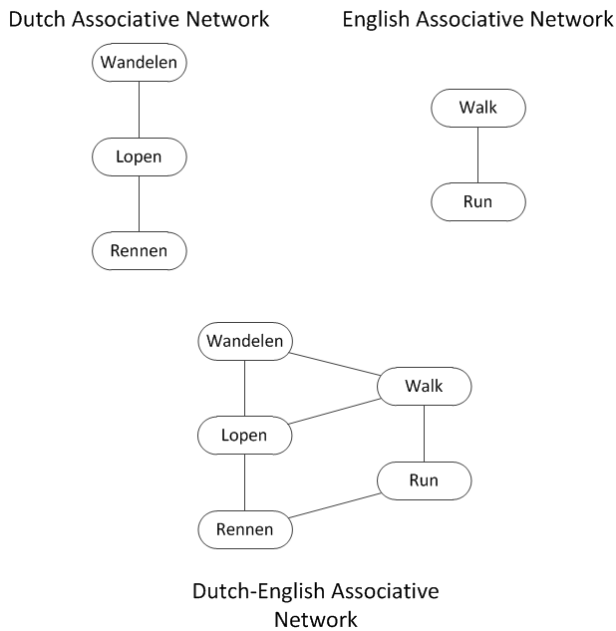 Dutch Associative Network
English Associative Network
Wandelen
Walk
Lopen
Run
Rennen
Wandelen
Walk
Lopen
Run
Rennen
Dutch-English Associative
Network